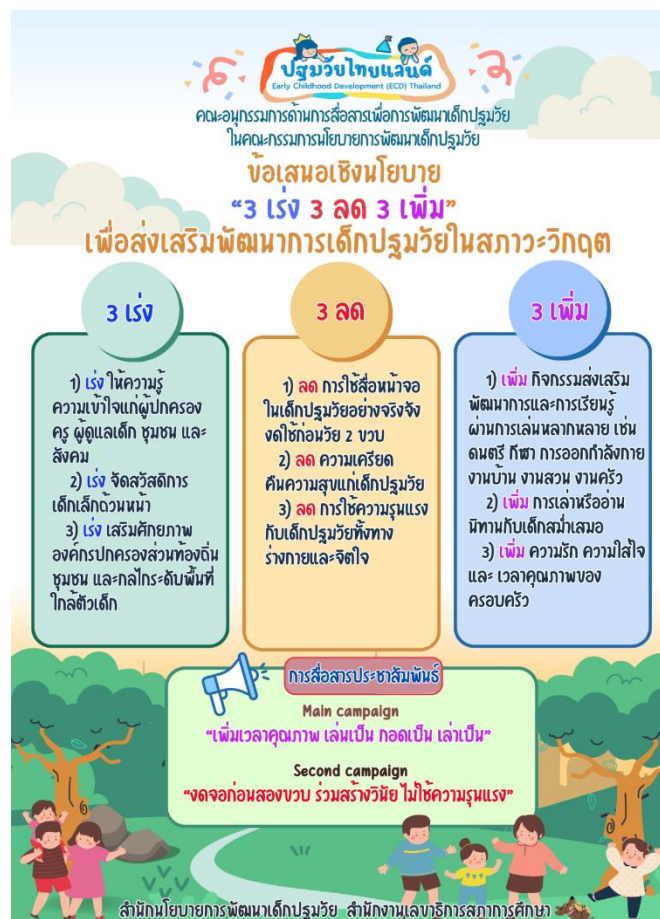 ปฐมวัยไทยแลนด์
Early Childhood Development (ECD) Thailand
คณะอนุกรรมการด้านการสื่อสารเพื่อการพัฒนาเด็กปฐมวัย
ในคณะกรรมการนโยบายการพัฒนาเด็กปฐมวัย
ข้อเสนอเชิงนโยบาย
“3 เร่ง 3 ลด 3 เพิ่ม”
เพื่อส่งเสริมพัฒนาการเด็กปฐมวัยในสภาวะวิกฤต
3 เร่ง
1) เร่ง ให้ความรู้
ความเข้าใจแก่ผู้ปกครอง
ครู ผู้ดูแลเด็ก ชุมชน และ
สังคม
2) เร่ง จัดสวัสดิการ
เด็กเล็กถ้วนหน้า
3) เร่ง เสริมศักยภาพ
องค์กรปกครองส่วนท้องถิ่น
ชุมชน และกลไกระดับพื้นที่
ใกล้ตัวเด็ก
3 ลด
1) ลด การใช้สื่อหน้าจอ
ในเด็กปฐมวัยอย่างจริงจัง
งดใช้ก่อนวัย 2 ขวบ
2) ลด ความเครียด
คืนความสุขแก่เด็กปฐมวัย
3) ลด การใช้ความรุนแรง
กับเด็กปฐมวัยทั้งทาง
ร่างกายและจิตใจ
3 เพิ่ม
1) เพิ่ม กิจกรรมส่งเสริม
พัฒนาการและการเรียนรู้
ผ่านการเล่นหลากหลาย เช่น
ดนตรี กีฬา การออกกำลังกาย
งานบ้าน งานสวน งานครัว
2) เพิ่ม การเล่าหรืออ่าน
นิทานกับเด็กสม่ำเสมอ
3) เพิ่ม ความรัก ความใส่ใจ
และ เวลาคุณภาพของ
ครอบครัว
การสื่อสารประชาสัมพันธ์
Main campaign
“เพิ่มเวลาคุณภาพ เล่นเป็น กอดเป็น เล่าเป็น”
Second campaign
“งดจอก่อนสองขวบ ร่วมสร้างวินัย ไม่ใช้ความรุนแรง”
สำนักนโยบายการพัฒนาเด็กปฐมวัย สำนักงานเลขาธิการสภาการศึกษา